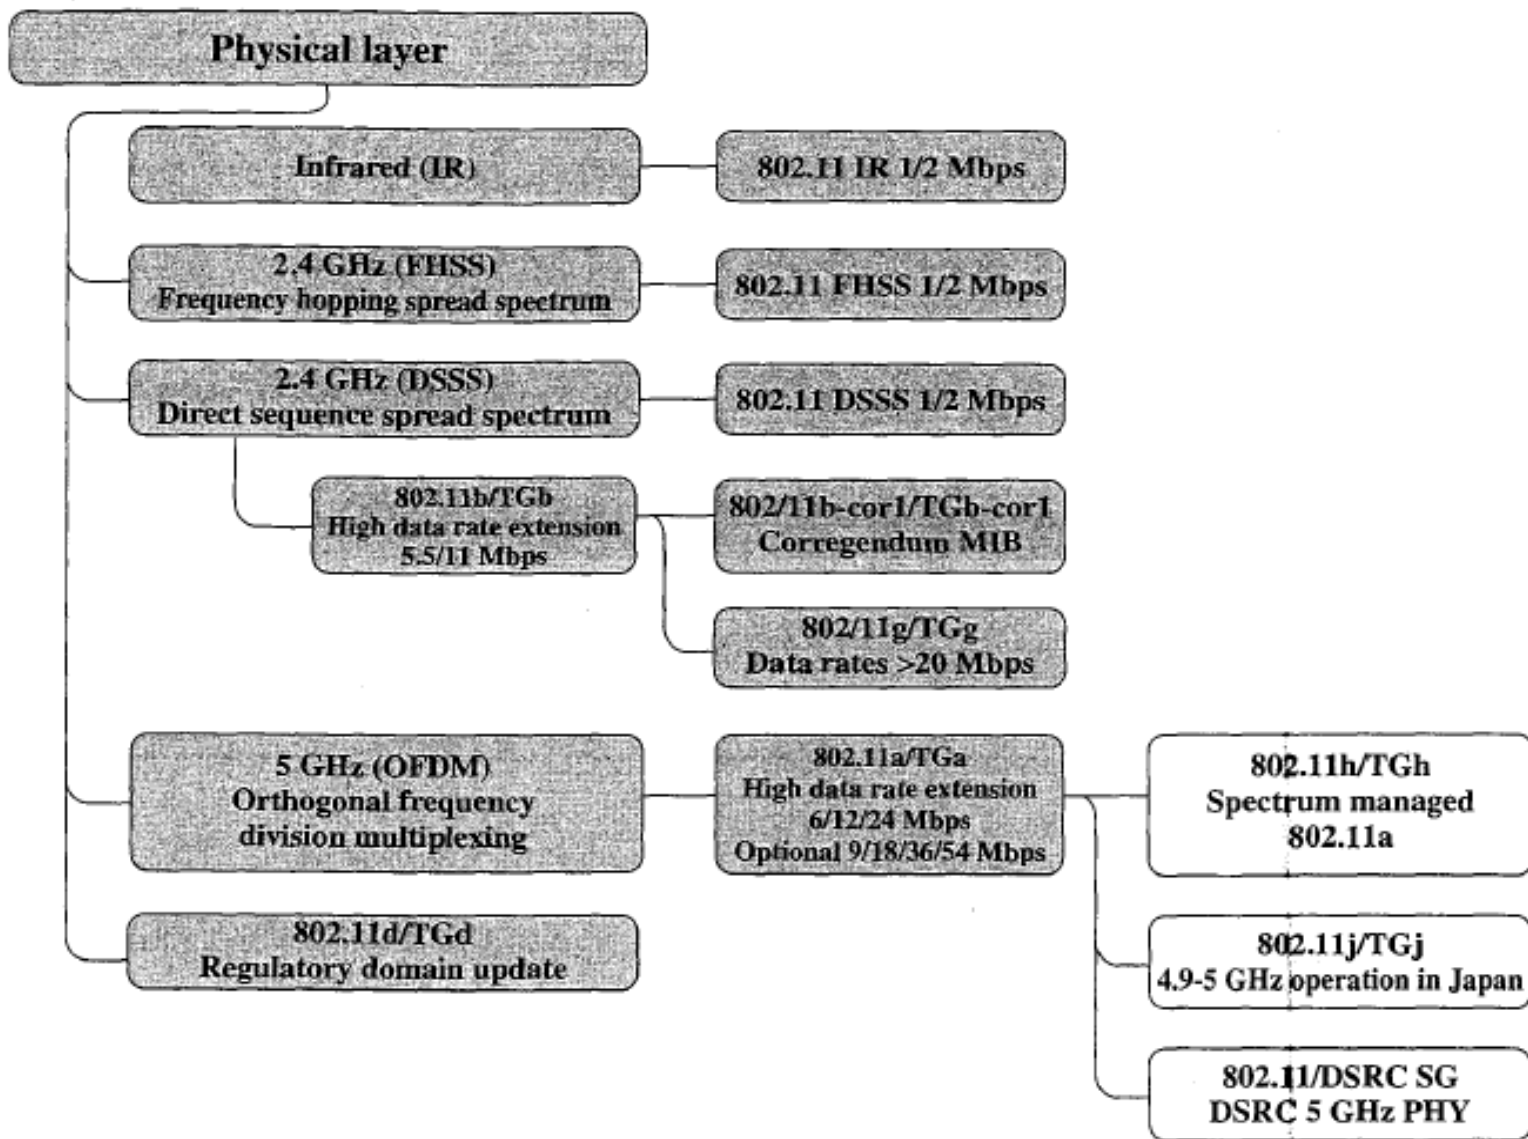 Physical layer
Infrared (IR)
802.11 IR 1/2 Mbps
2.4 GHz (FHSS)
Frequency hopping spread spectrum
802.11 FHSS 1/2 Mbps
2.4 GHz (DSSS)
Direct sequence spread spectrum
802.11 DSSS 1/2 Mbps
802.11b/TGb
High data rate extension
5.5/11 Mbps
802/11b-cor1/TGb-cor1
Corregendum MIB
802/11g/TGg
Data rates >20 Mbps
5 GHz (OFDM)
Orthogonal frequency
division multiplexing
802.11a/TGa
High data rate extension
6/12/24 Mbps
Optional 9/18/36/54 Mbps
802.11h/TGh
Spectrum managed
802.11a
802.11d/TGd
Regulatory domain update
802.11j/TGj
4.9-5 GHz operation in Japan
802.11/DSRC SG
DSRC 5 GHz PHY